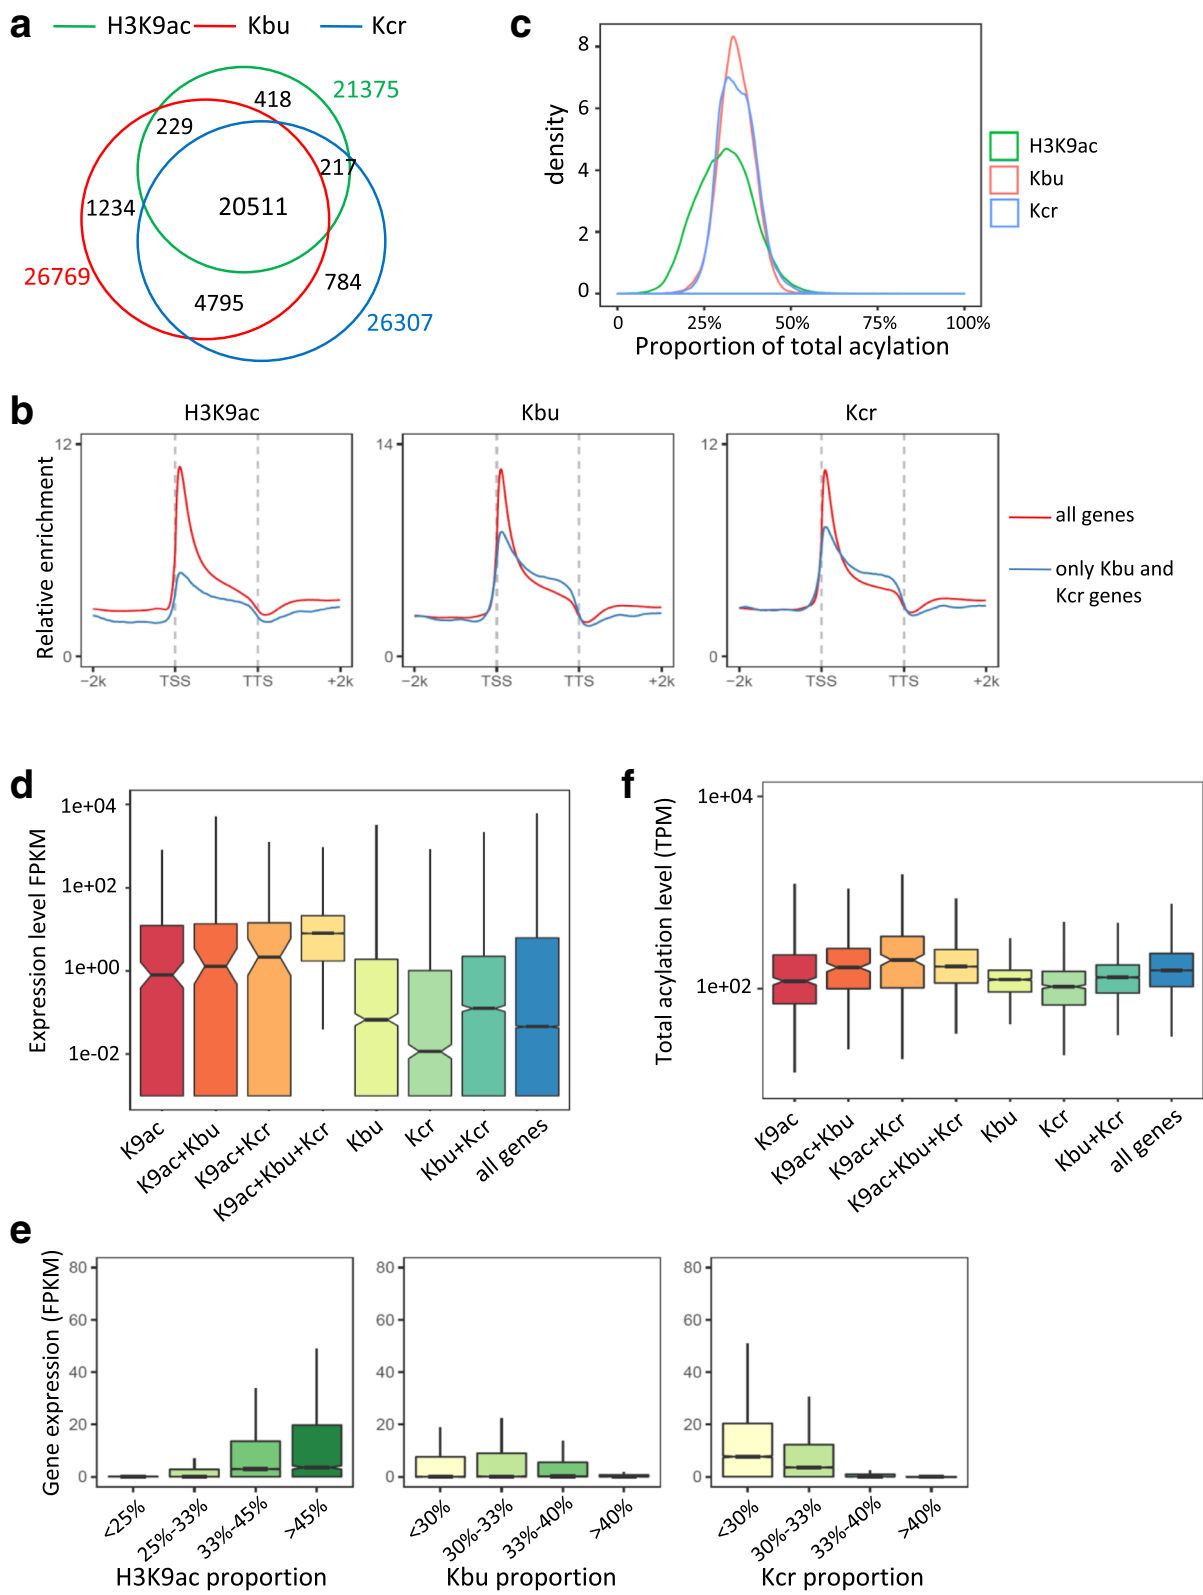 a
H3K9ac
Kbu
Kcr
21375
418
229
217
1234
20511
26769
784
4795
26307
c
density
8
6
4
2
0
0
25%
50%
75%
100%
Proportion of total acylation
H3K9ac
Kbu
Kcr
b
H3K9ac
Kbu
Kcr
Relative enrichment
12
0
−2k
TSS
TTS
+2k
14
0
−2k
TSS
TTS
+2k
12
0
−2k
TSS
TTS
+2k
all genes
only Kbu and
Kcr genes
d
Expression level FPKM
1e+04
1e+02
1e+00
1e-02
K9ac
K9ac+Kbu
K9ac+Kcr
K9ac+Kbu+Kcr
Kbu
Kcr
Kbu+Kcr
all genes
f
Total acylation level (TPM)
1e+04
1e+02
K9ac
K9ac+Kbu
K9ac+Kcr
K9ac+Kbu+Kcr
Kbu
Kcr
Kbu+Kcr
all genes
e
Gene expression (FPKM)
80
60
40
20
0
<25%
25%-33%
33%-45%
>45%
H3K9ac proportion
80
60
40
20
0
<30%
30%-33%
33%-40%
>40%
Kbu proportion
80
60
40
20
0
<30%
30%-33%
33%-40%
>40%
Kcr proportion